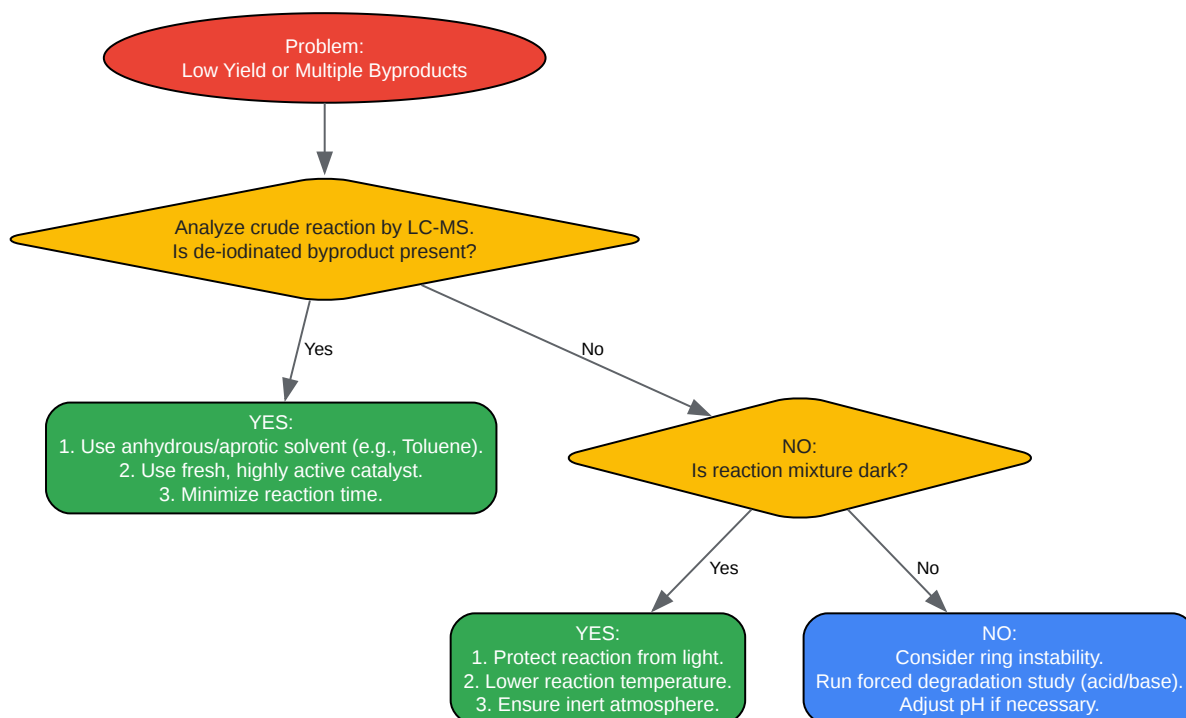 Problem:
Low Yield or Multiple Byproducts
Analyze crude reaction by LC-MS.
Is de-iodinated byproduct present?
Yes
No
YES:
1. Use anhydrous/aprotic solvent (e.g., Toluene).
2. Use fresh, highly active catalyst.
3. Minimize reaction time.
NO:
Is reaction mixture dark?
Yes
No
YES:
1. Protect reaction from light.
2. Lower reaction temperature.
3. Ensure inert atmosphere.
NO:
Consider ring instability.
Run forced degradation study (acid/base).
Adjust pH if necessary.